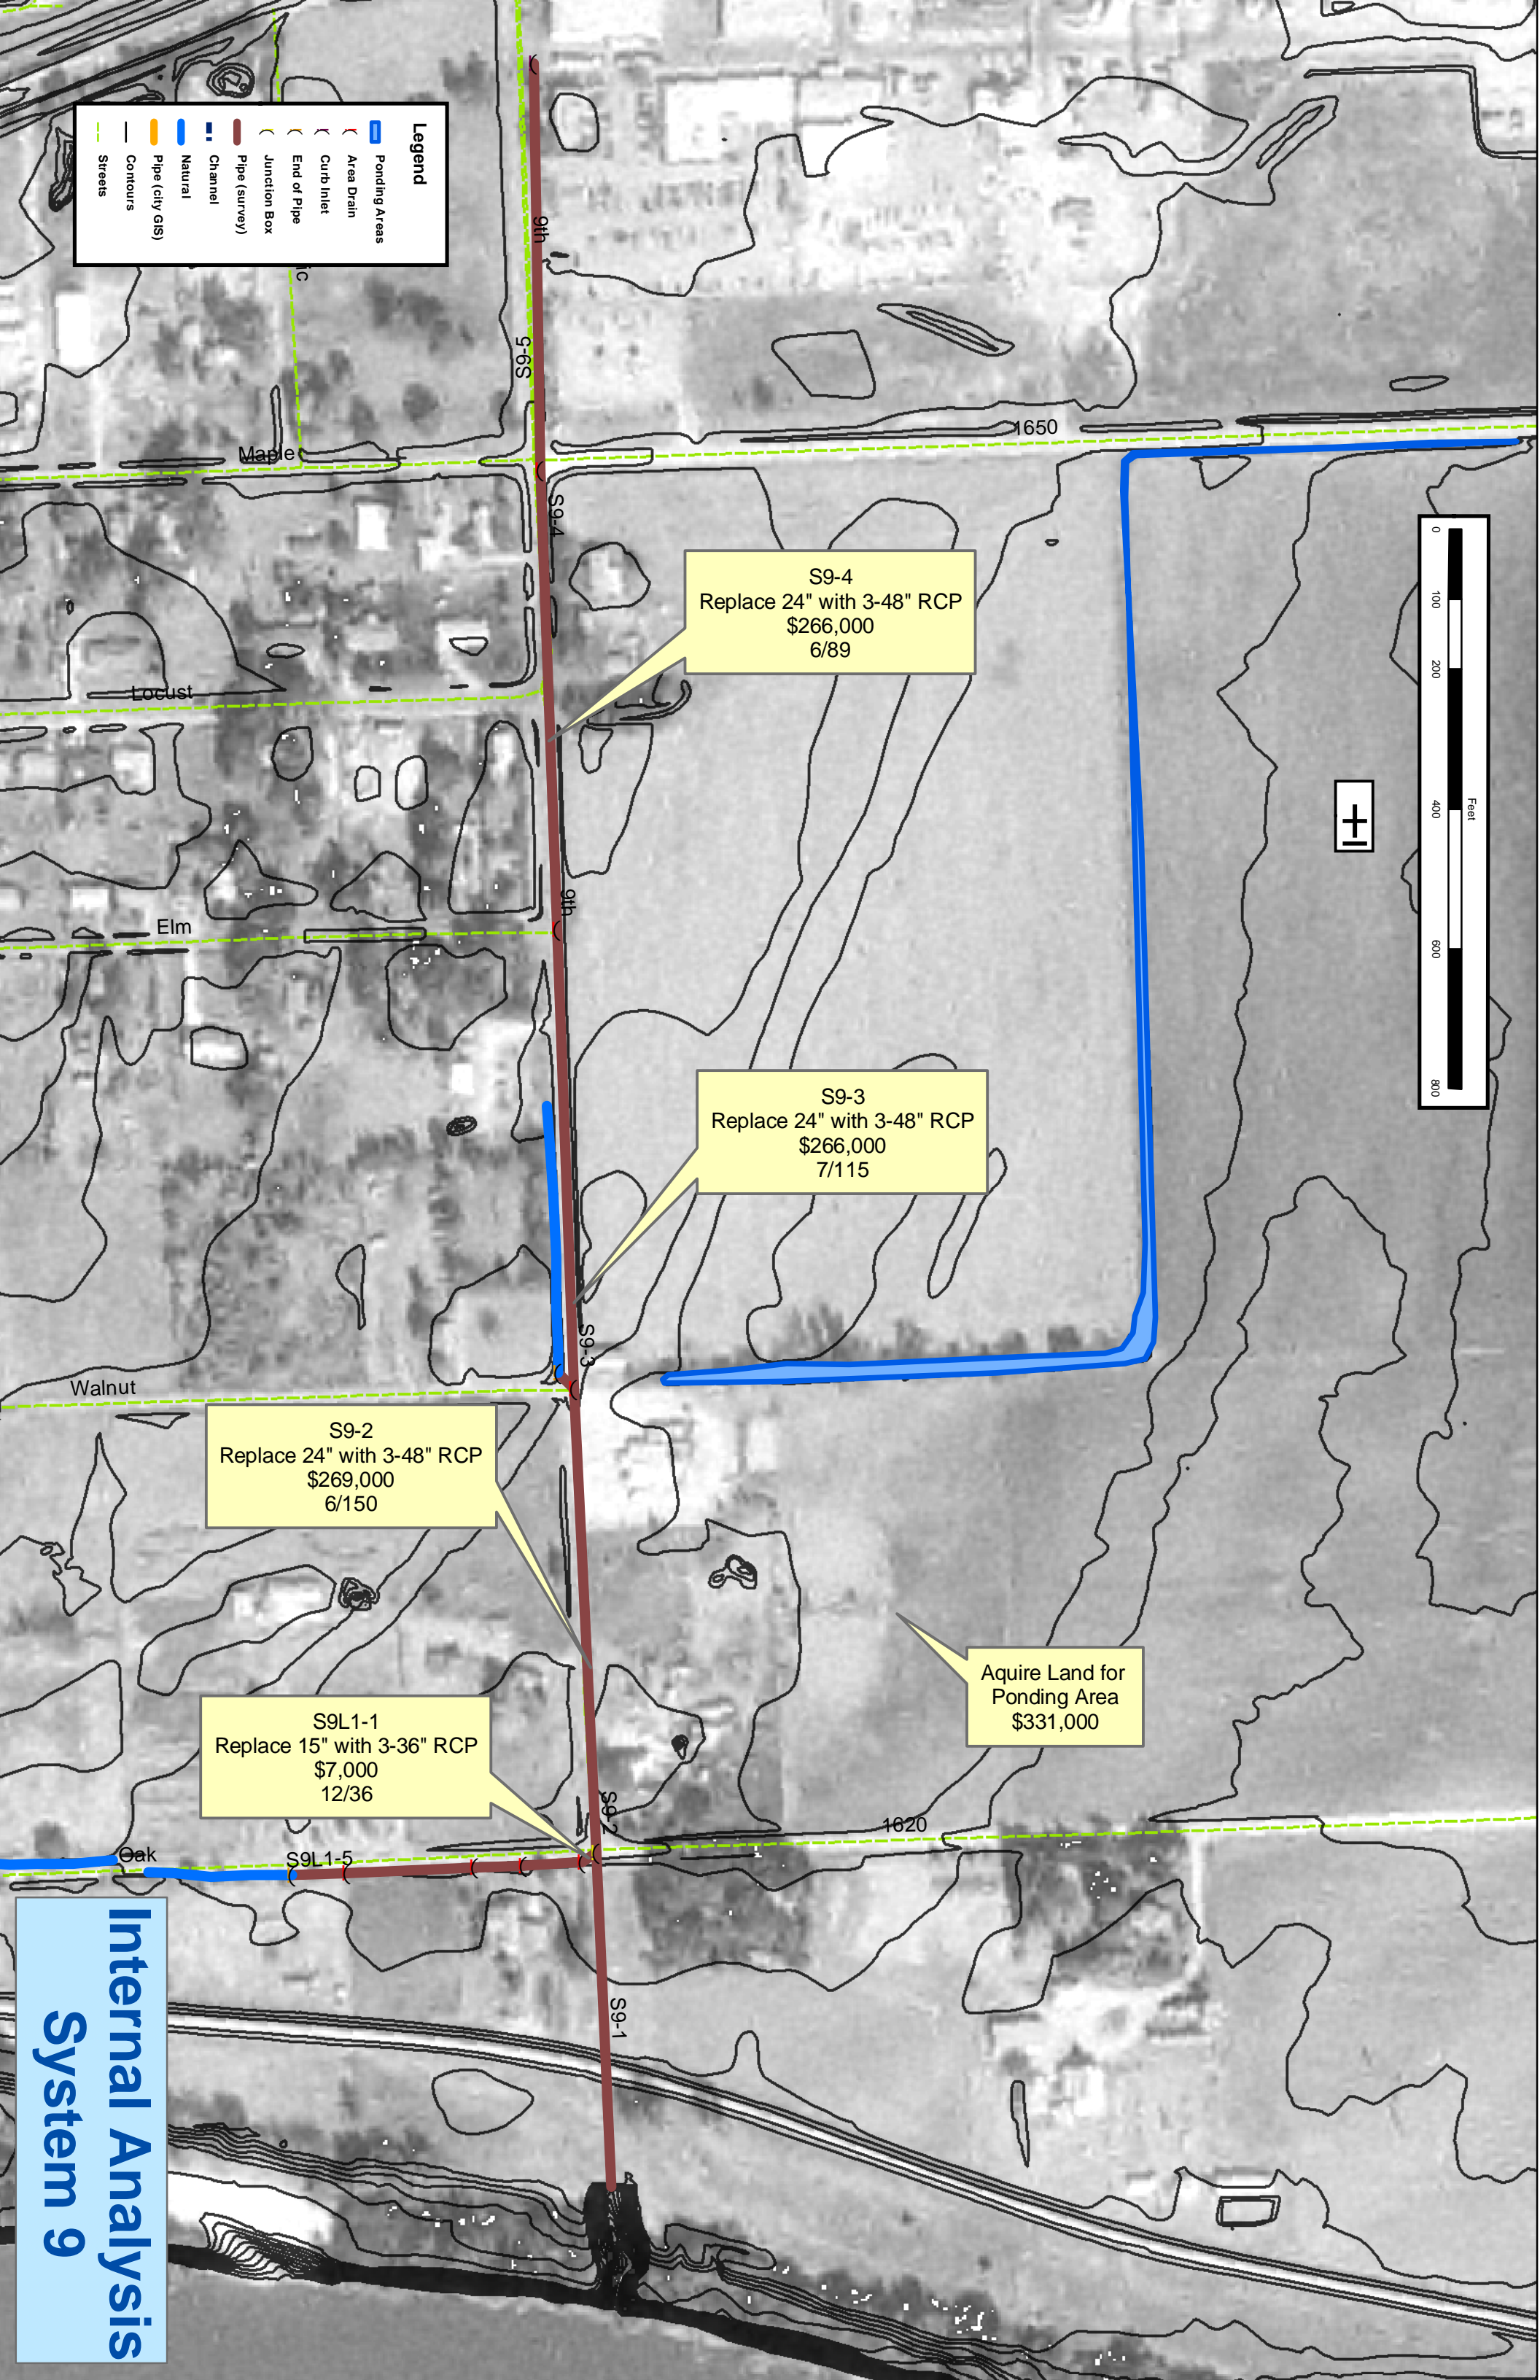 Legend
Ponding Areas
Area Drain
Curb Inlet
End of Pipe
Junction Box
Pipe (survey)
Channel
Natural
Pipe (city GIS)
Contours
Streets
ic
9th
S9-5
Maple
1650
S9-4
S9-4
Replace 24" with 3-48" RCP
$266,000
6/89
0
100
200
400
600
800
Feet
Locust
9th
Elm
S9-3
Replace 24" with 3-48" RCP
$266,000
7/115
S9-3
Walnut
S9-2
Replace 24" with 3-48" RCP
$269,000
6/150
Aquire Land for
Ponding Area
$331,000
S9L1-1
Replace 15" with 3-36" RCP
$7,000
12/36
S9-2
1620
Oak
S9L1-5
S9-1
Internal Analysis
System 9